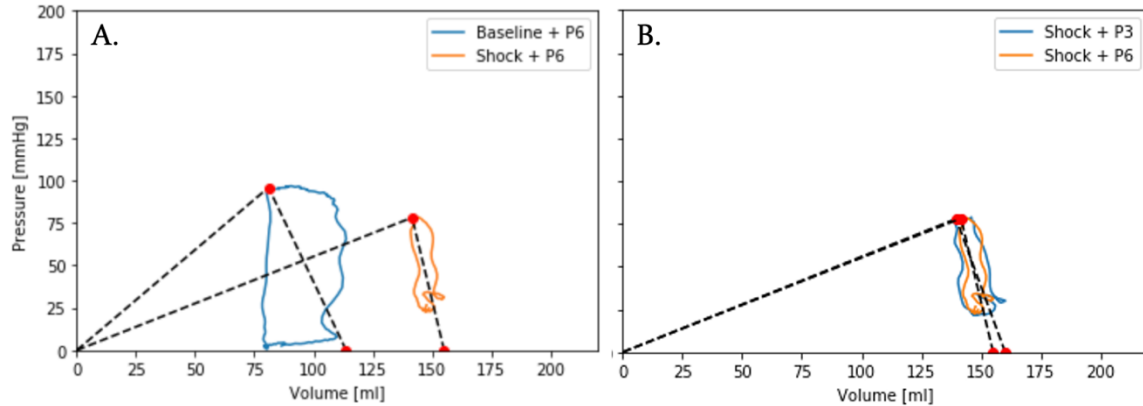 A.
Baseline + P6
Shock + P6
200
175
150
125
100
75
50
25
0
Pressure [mmHg]
0 25 50 75 100 125 150 175 200
Volume [ml]
B.
Shock + P3
Shock + P6
0 25 50 75 100 125 150 175 200
Volume [ml]